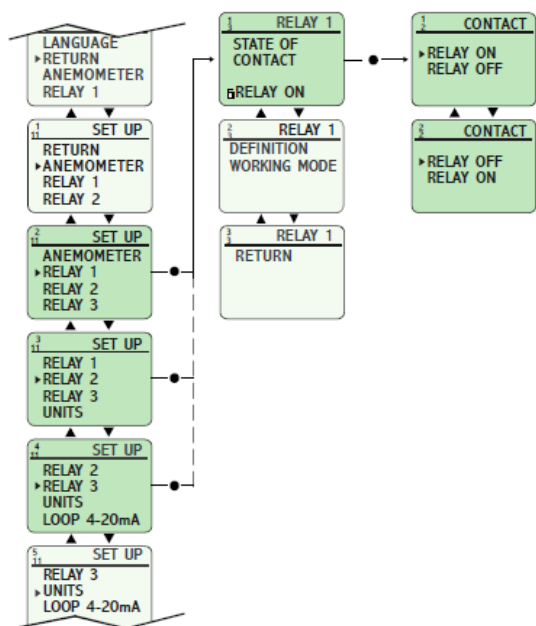 LANGUAGE
▸RETURN
ANEMOMETER
RELAY 1
1/11 SET UP
RETURN
▸ANEMOMETER
RELAY 1
RELAY 2
2/11 SET UP
ANEMOMETER
▸RELAY 1
RELAY 2
RELAY 3
3/11 SET UP
RELAY 1
▸RELAY 2
RELAY 3
UNITS
4/11 SET UP
RELAY 2
▸RELAY 3
UNITS
LOOP 4-20mA
5/11 SET UP
RELAY 3
▸UNITS
LOOP 4-20mA
1/3 RELAY 1
STATE OF
CONTACT
RELAY ON
2/3 RELAY 1
DEFINITION
WORKING MODE
3/3 RELAY 1
RETURN
1/2 CONTACT
▸RELAY ON
RELAY OFF
2/2 CONTACT
▸RELAY OFF
RELAY ON